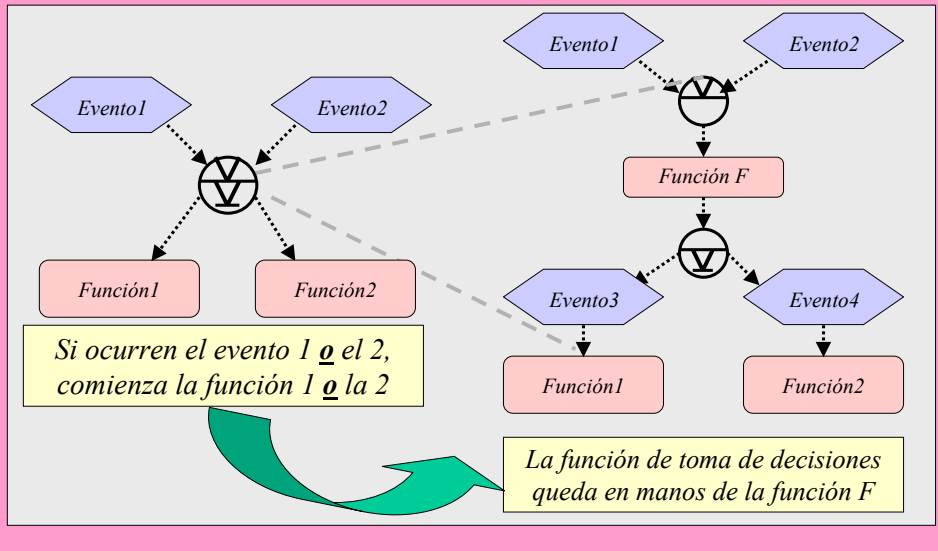 Evento1
Evento2
Función1
Función2
Si ocurren el evento 1 o el 2,
comienza la función 1 o la 2
Evento1
Evento2
Función F
Evento3
Evento4
Función1
Función2
La función de toma de decisiones
queda en manos de la función F